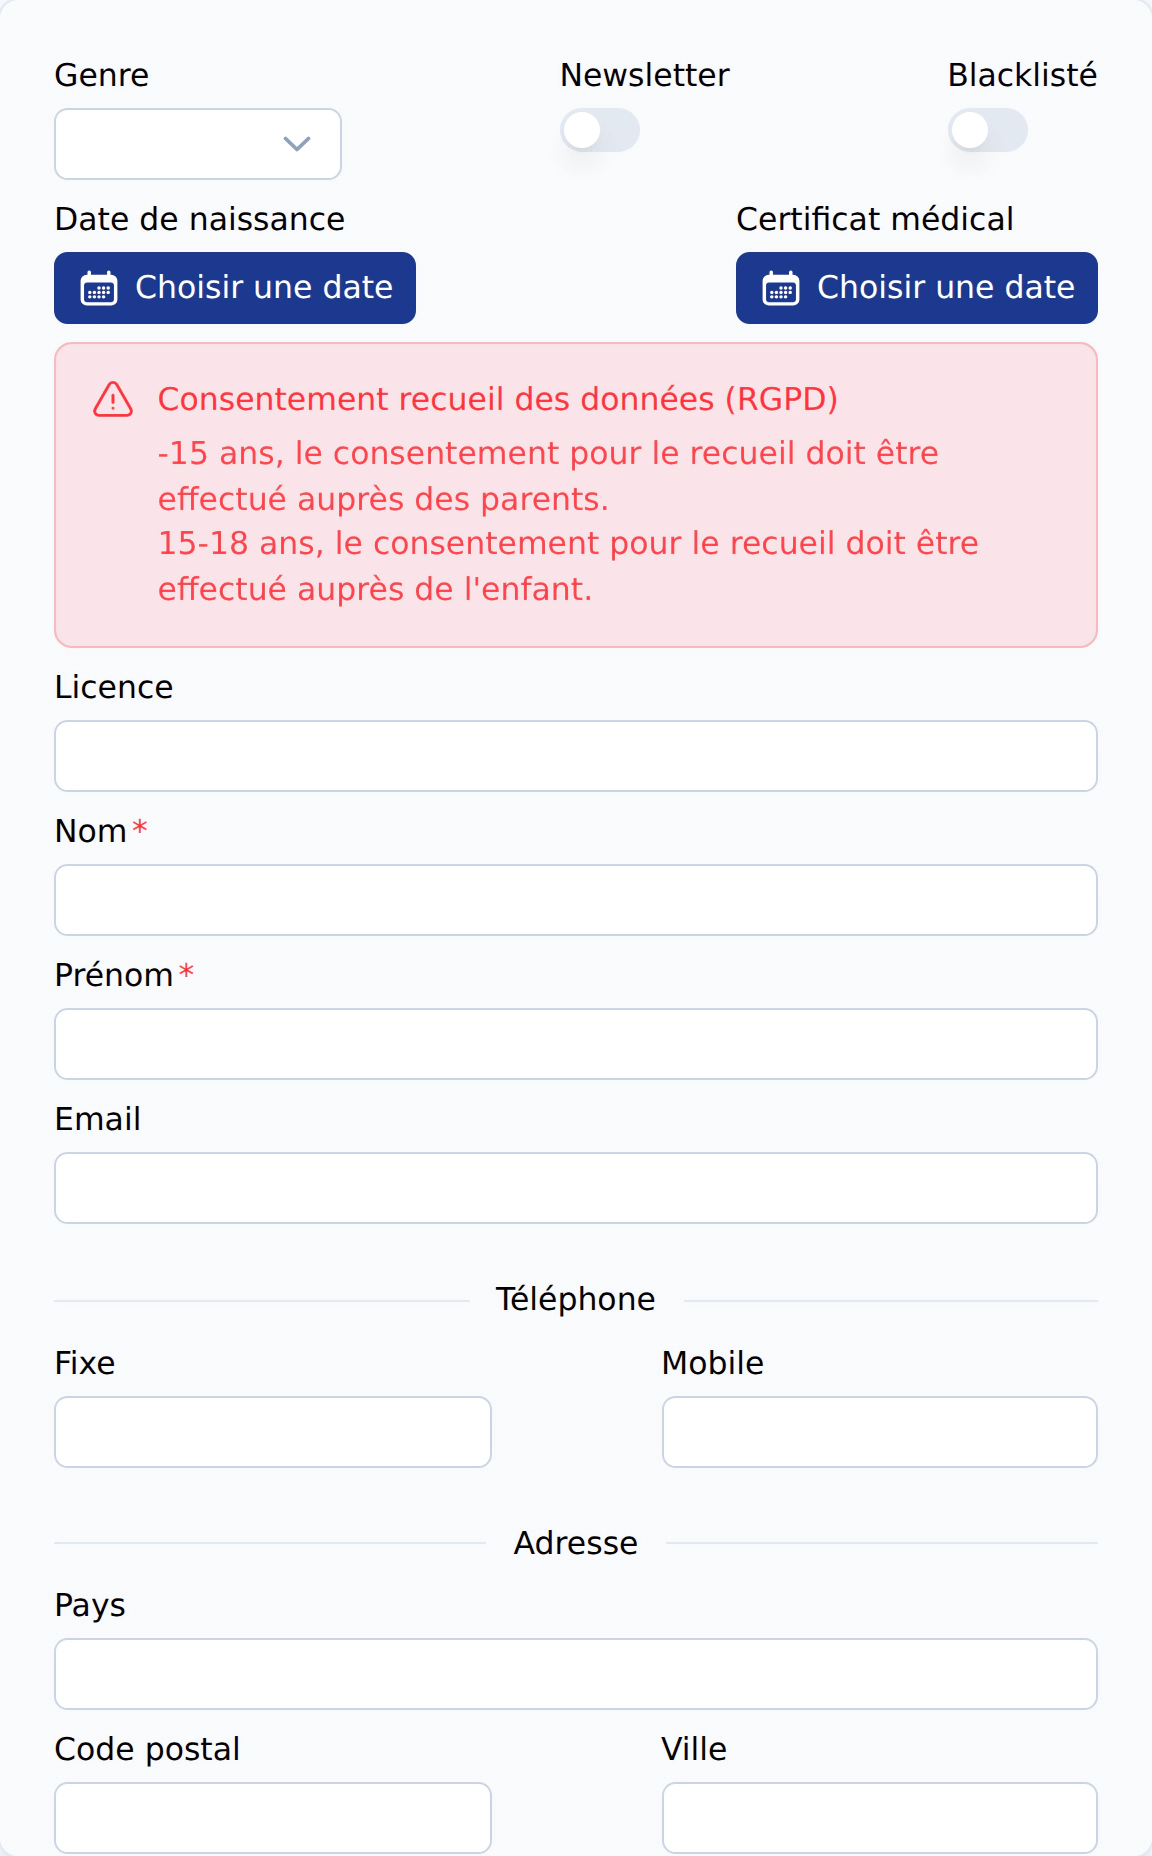 Genre
Newsletter
Blacklisté
Date de naissance
Certificat médical
Choisir une date
Choisir une date
Consentement recueil des données (RGPD)
-15 ans, le consentement pour le recueil doit être
effectué auprès des parents.
15-18 ans, le consentement pour le recueil doit être
effectué auprès de l'enfant.
Licence
Nom *
Prénom *
Email
Téléphone
Fixe
Mobile
Adresse
Pays
Code postal
Ville